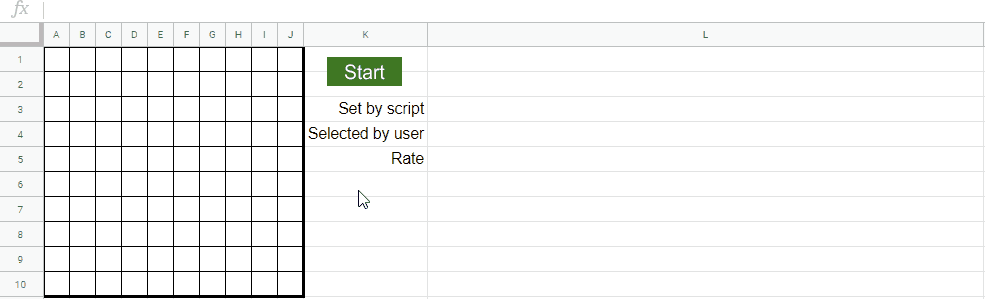 fx
A B C D E F G H I J K L
1
Start
2
3 Set by script
4 Selected by user
5 Rate
6
7
8
9
10